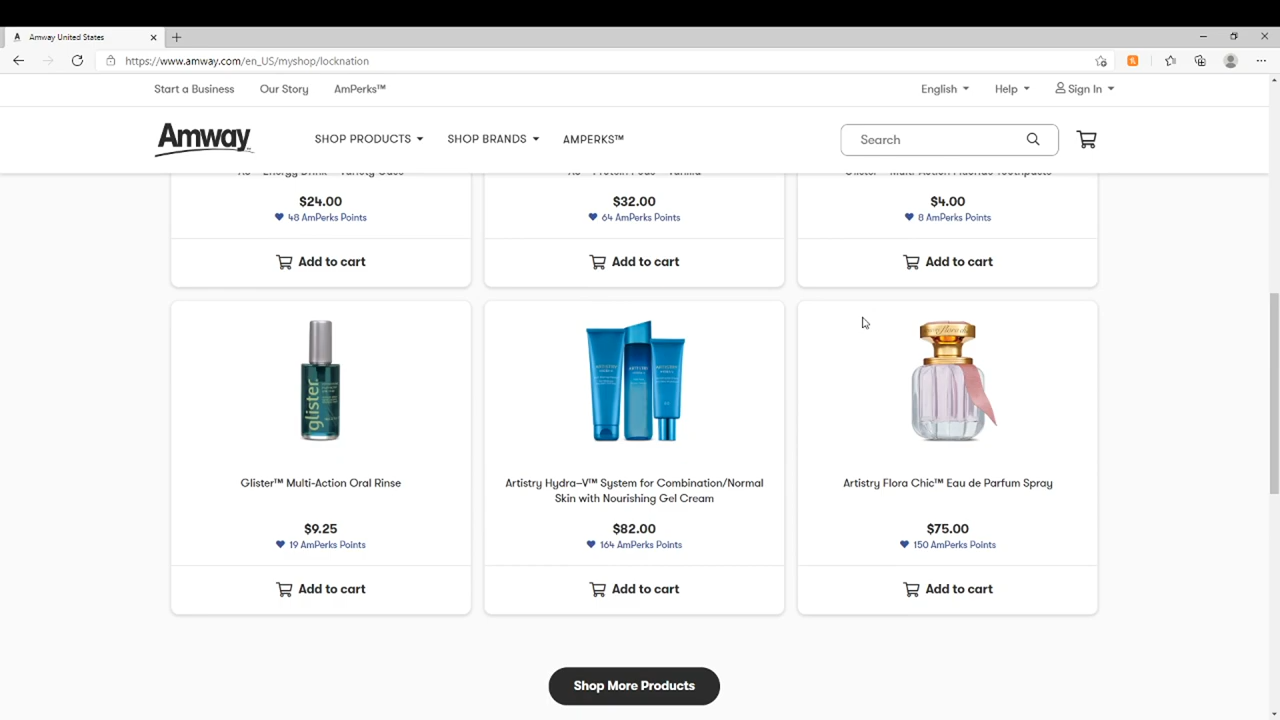 Amway United States
https://www.amway.com/en_US/myshop/locknation
Start a Business Our Story AmPerks™ English Help Sign In
Amway SHOP PRODUCTS SHOP BRANDS AMPERKS™ Search
$24.00 $32.00 $4.00
48 AmPerks Points 64 AmPerks Points 8 AmPerks Points
Add to cart Add to cart Add to cart
glister
ARTISTRY
Glister™ Multi-Action Oral Rinse
Artistry Hydra-V™ System for Combination/Normal
Skin with Nourishing Gel Cream
Artistry Flora Chic™ Eau de Parfum Spray
$9.25 $82.00 $75.00
19 AmPerks Points 164 AmPerks Points 150 AmPerks Points
Add to cart Add to cart Add to cart
Shop More Products